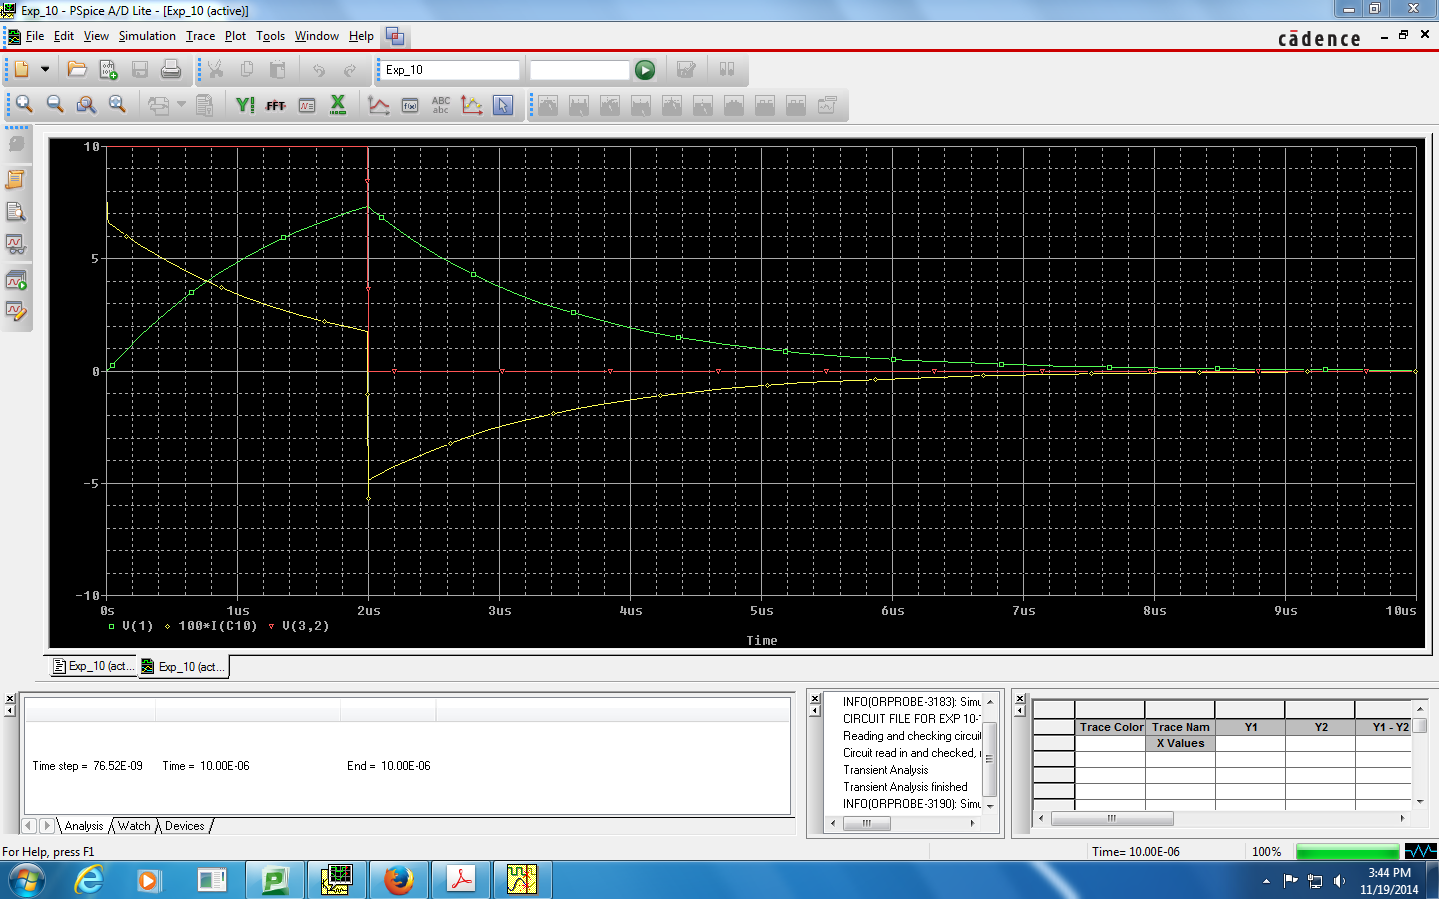 Exp_10 - PSpice A/D Lite - [Exp_10 (active)]
File Edit View Simulation Trace Plot Tools Window Help
cādence
Exp_10
Y! FFT
f(x) ABC
abc
10
5
0
-5
-10
0s 1us 2us 3us 4us 5us 6us 7us 8us 9us 10us
V(1) 100*I(C10) V(3,2)
Time
Exp_10 (act... Exp_10 (act...
Time step = 76.52E-09 Time = 10.00E-06 End = 10.00E-06
Analysis Watch Devices
INFO(ORPROBE-3183): Simu
CIRCUIT FILE FOR EXP 10-
Reading and checking circuit
Circuit read in and checked,
Transient Analysis
Transient Analysis finished
INFO(ORPROBE-3190): Simu
Trace Color Trace Nam Y1 Y2 Y1 - Y2
X Values
For Help, press F1
Time= 10.00E-06 100%
3:44 PM
11/19/2014